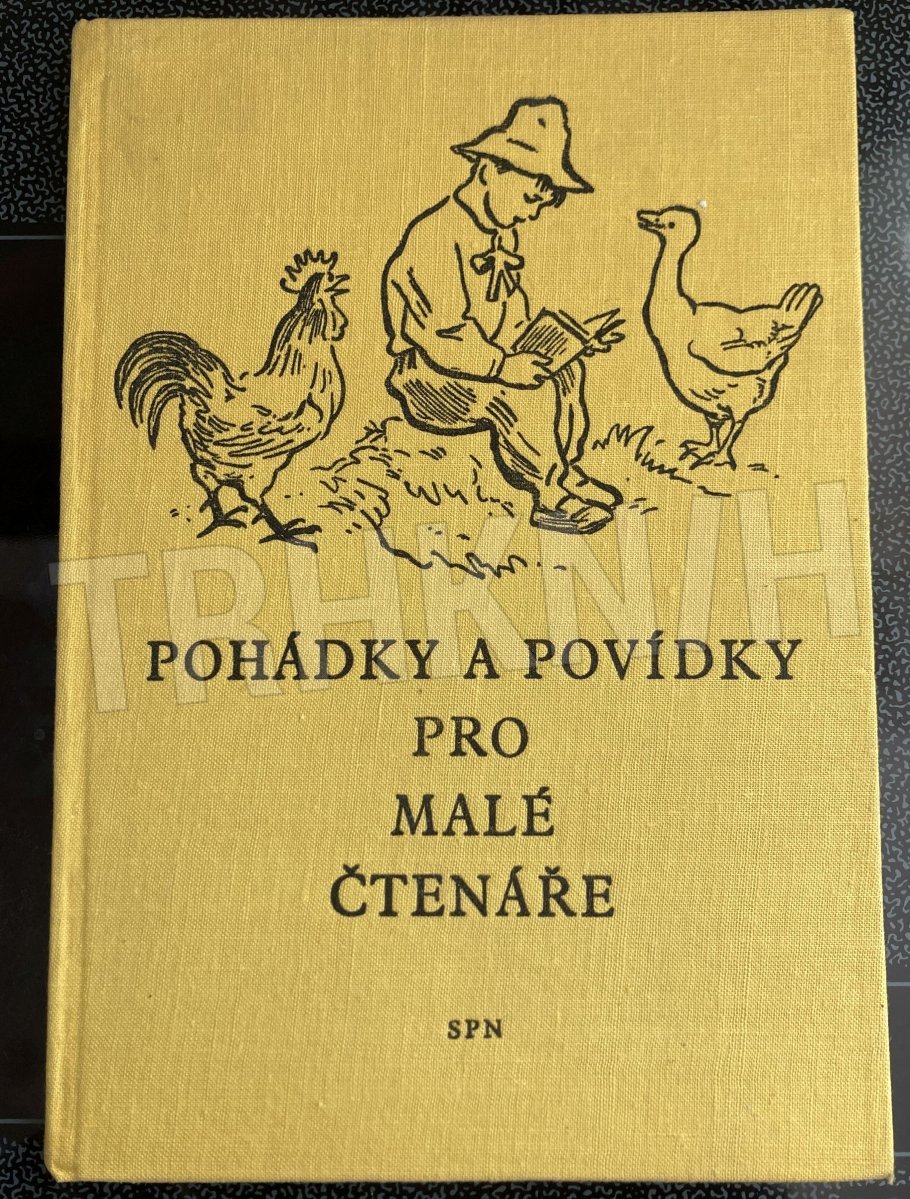 POHÁDKY A POVÍDKY
PRO
MALÉ
ČTENÁŘE
SPN
TRHKNIH